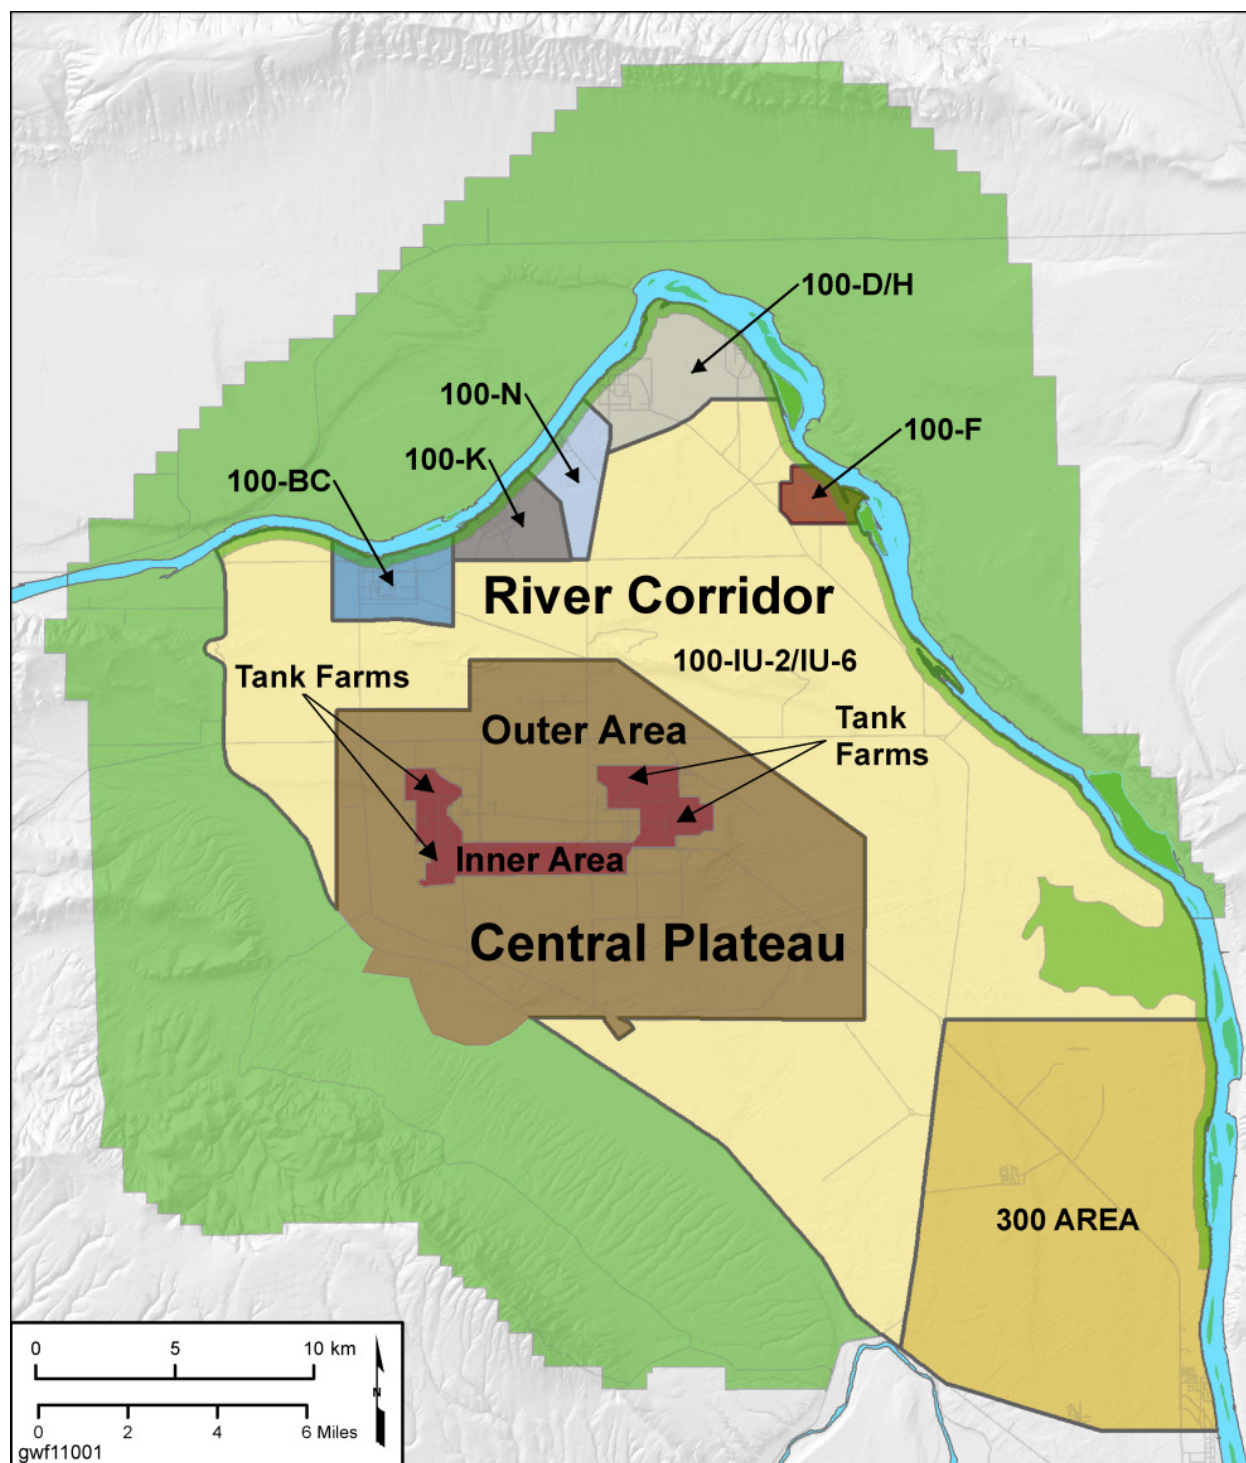 100-D/H
100-N
100-F
100-K
100-BC
River Corridor
100-IU-2/IU-6
Tank Farms
Tank
Farms
Outer Area
Inner Area
Central Plateau
300 AREA
0 5 10 km
N
0 2 4 6 Miles
gwf11001